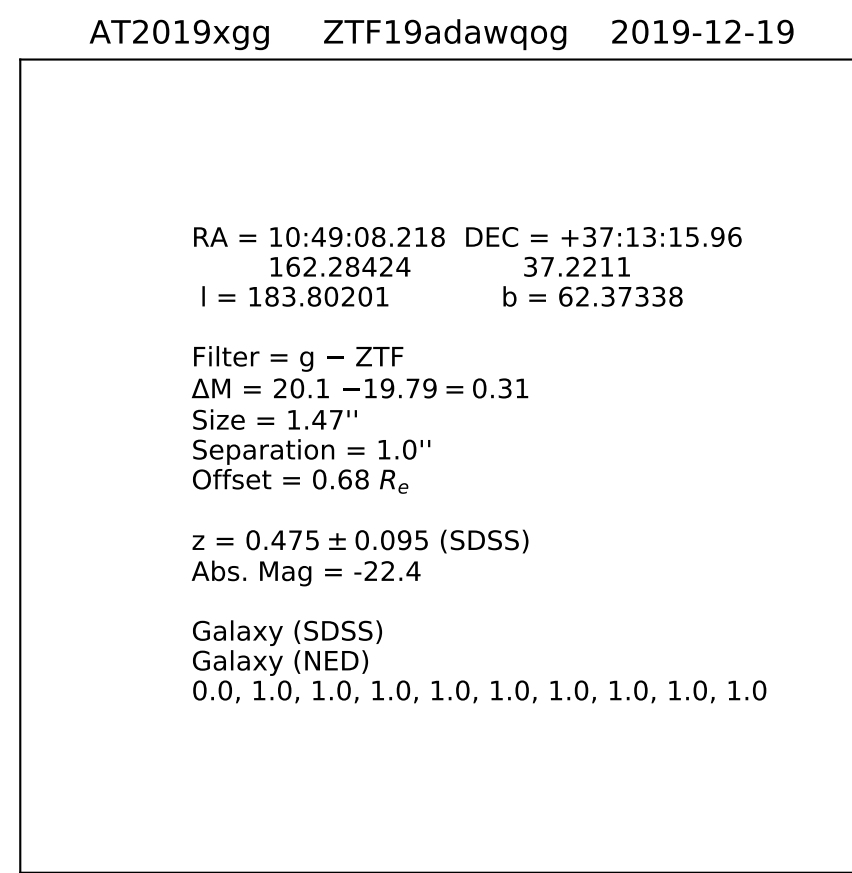 AT2019xgg ZTF19adawqog 2019-12-19
RA = 10:49:08.218 DEC = +37:13:15.96
162.28424 37.2211
l = 183.80201 b = 62.37338
Filter = g − ZTF
ΔM = 20.1 −19.79 = 0.31
Size = 1.47''
Separation = 1.0''
Offset = 0.68 Rₑ
z = 0.475 ± 0.095 (SDSS)
Abs. Mag = -22.4
Galaxy (SDSS)
Galaxy (NED)
0.0, 1.0, 1.0, 1.0, 1.0, 1.0, 1.0, 1.0, 1.0, 1.0